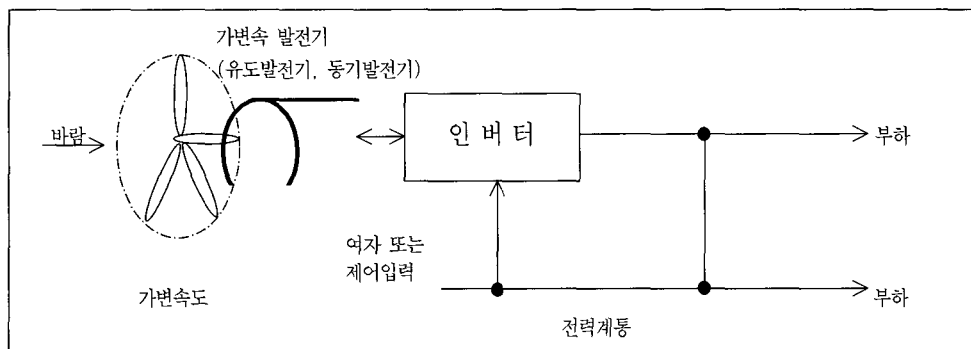 가변속 발전기
(유도발전기, 동기발전기)
바람
인 버 터
부하
여자 또는
제어입력
부하
가변속도
전력계통